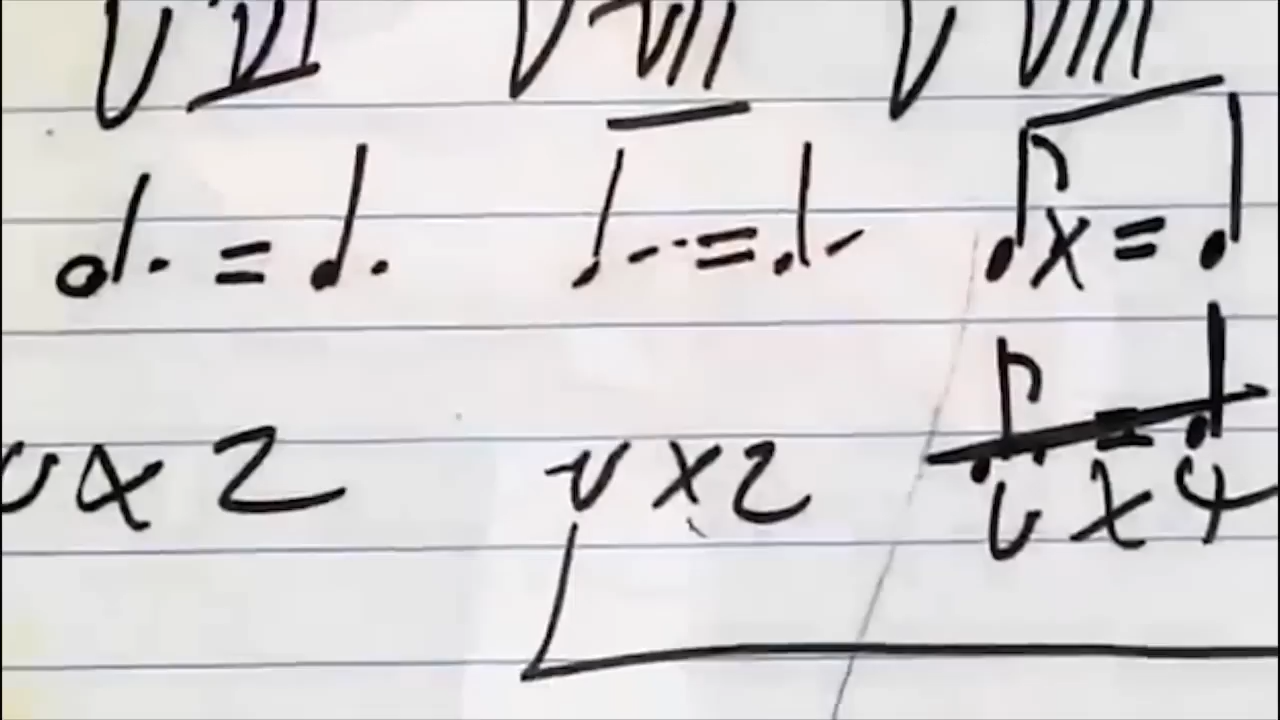 V VI V VII V VIII
𝅗𝅥. = ♩. ♩.. = ♩. ♪ x = ♩
v x 2 v x 2 v x 4